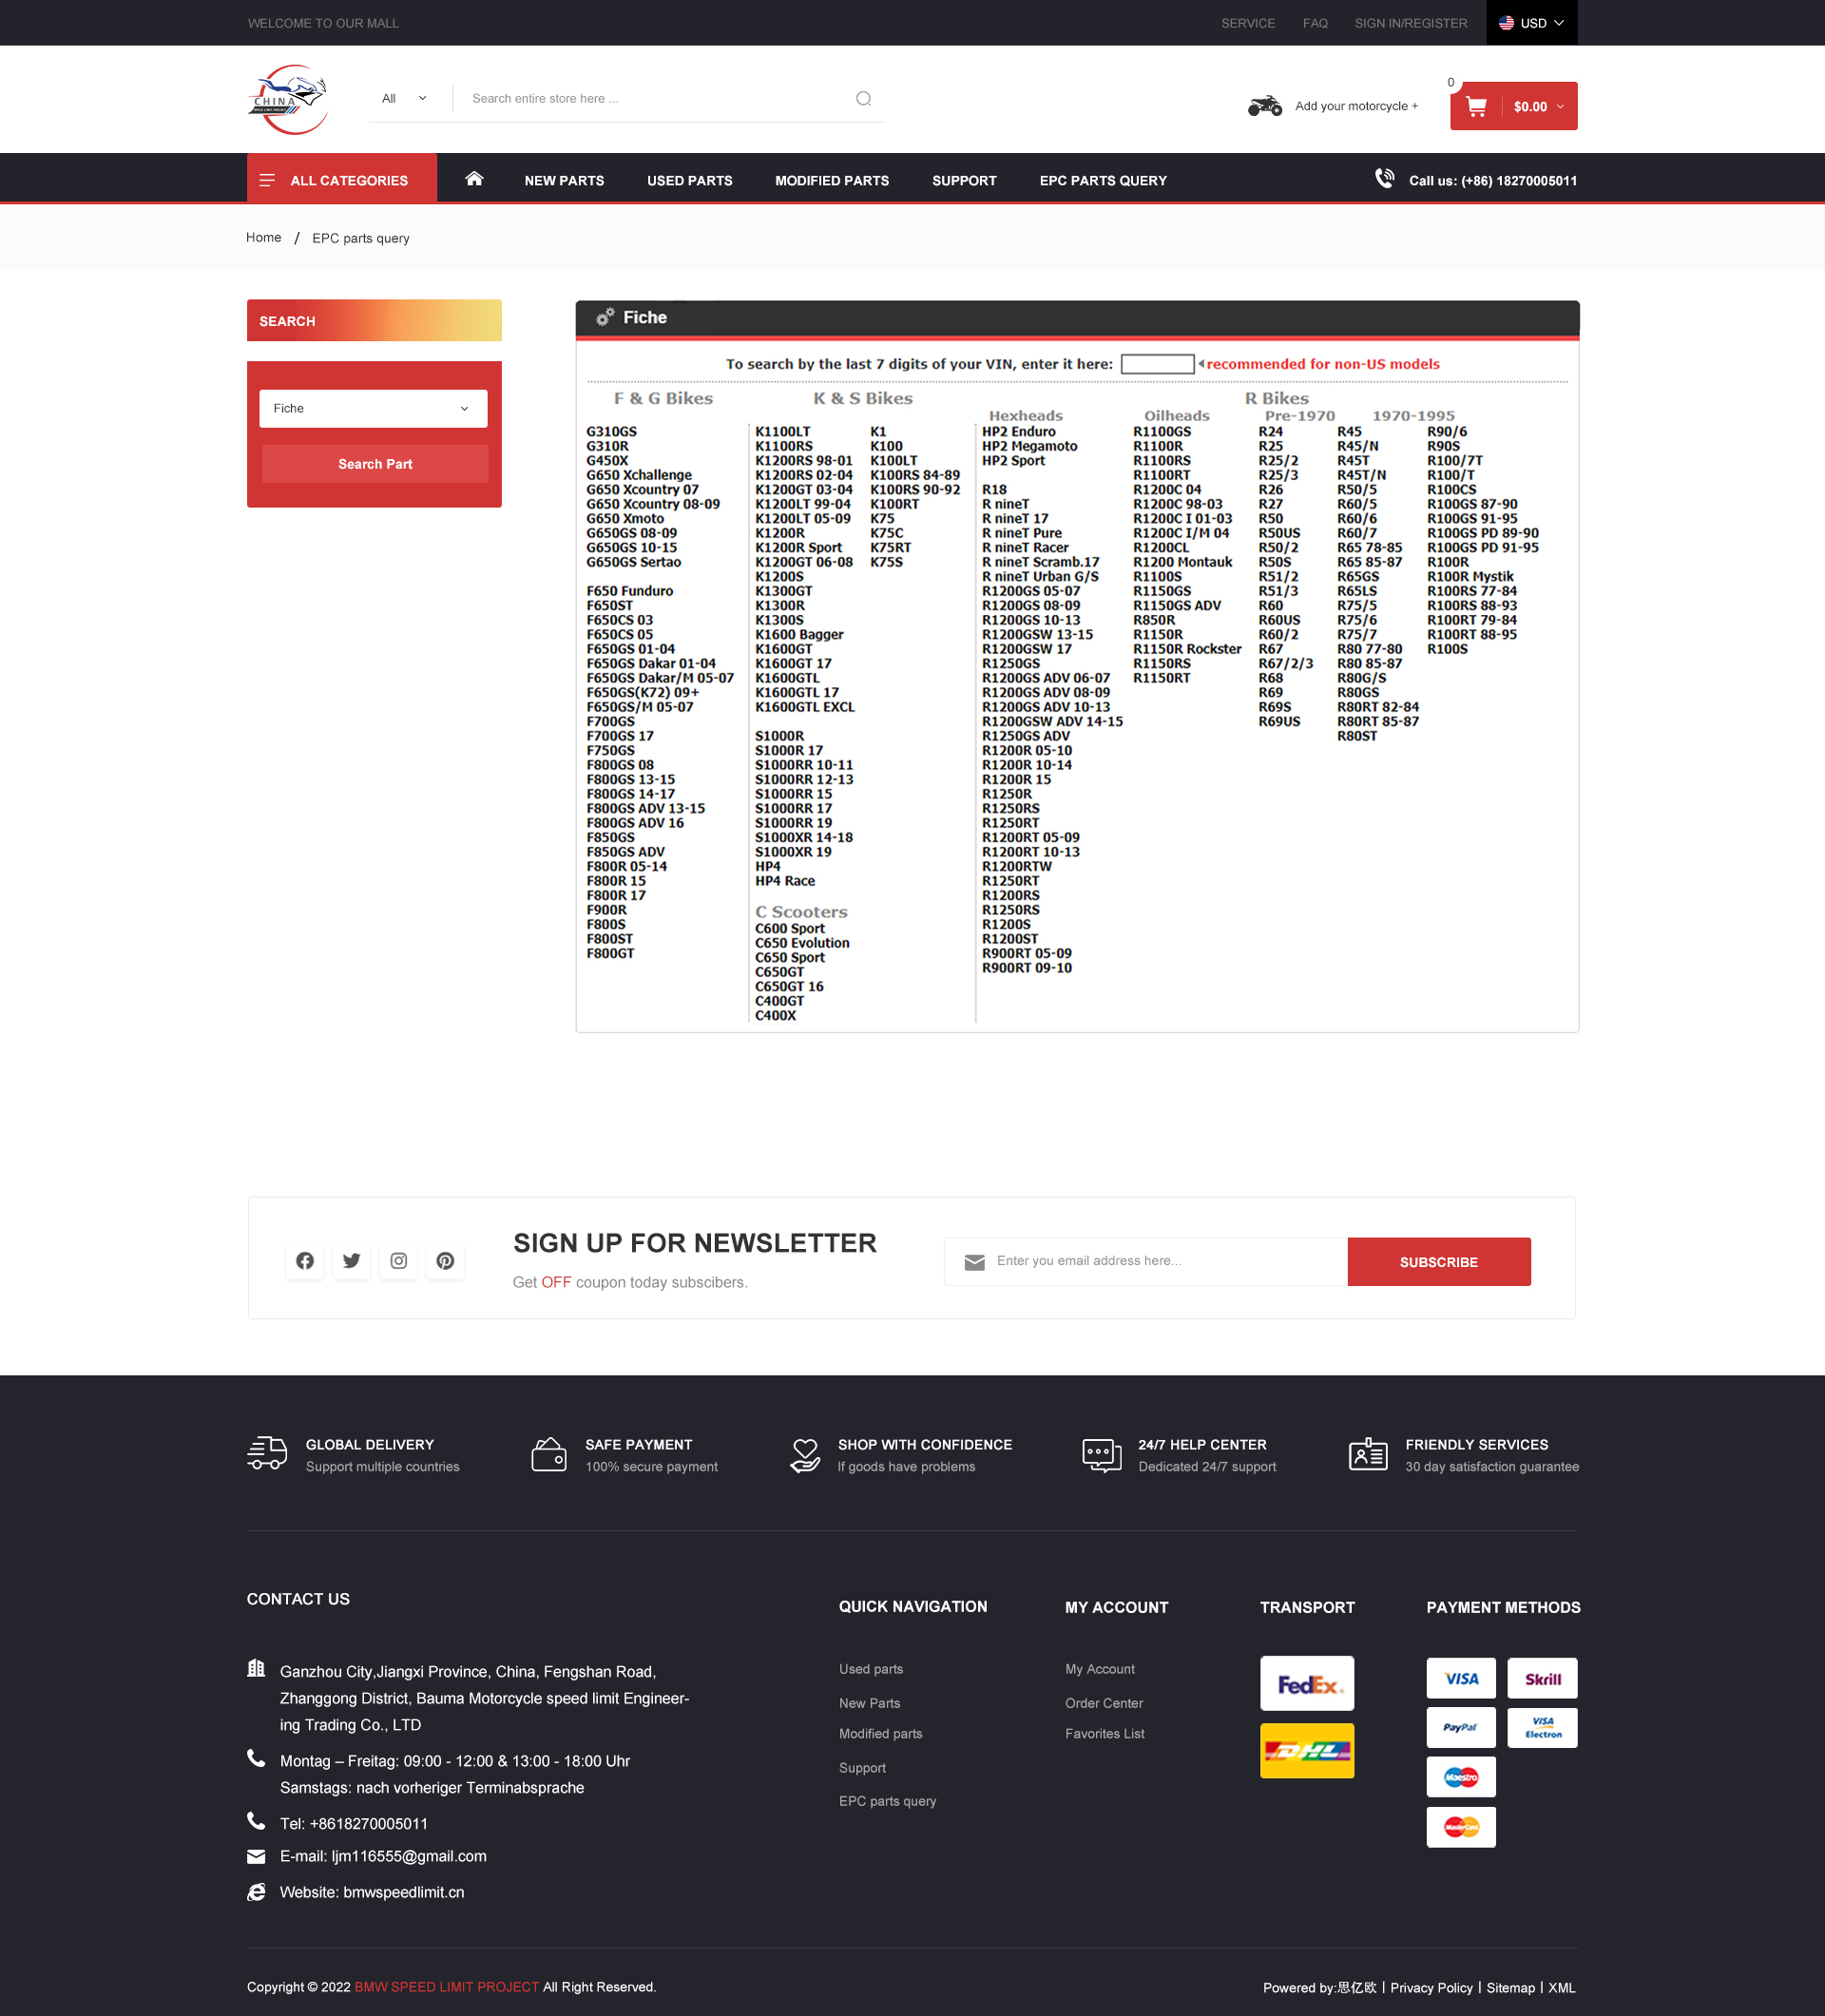 WELCOME TO OUR MALL
SERVICE FAQ SIGN IN/REGISTER USD
CHINA
All Search entire store here ...
Add your motorcycle +
0
$0.00
ALL CATEGORIES NEW PARTS USED PARTS MODIFIED PARTS SUPPORT EPC PARTS QUERY Call us: (+86) 18270005011
Home / EPC parts query
SEARCH
Fiche
Search Part
Fiche
To search by the last 7 digits of your VIN, enter it here: recommended for non-US models
F & G Bikes
G310GS
G310R
G450X
G650 Xchallenge
G650 Xcountry 07
G650 Xcountry 08-09
G650 Xmoto
G650GS 08-09
G650GS 10-15
G650GS Sertao
F650 Funduro
F650ST
F650CS 03
F650CS 05
F650GS 01-04
F650GS Dakar 01-04
F650GS Dakar/M 05-07
F650GS(K72) 09+
F650GS/M 05-07
F700GS
F700GS 17
F750GS
F800GS 08
F800GS 13-15
F800GS 14-17
F800GS ADV 13-15
F800GS ADV 16
F850GS
F850GS ADV
F800R 05-14
F800R 15
F800R 17
F900R
F800S
F800ST
F800GT
K & S Bikes
K1100LT
K1100RS
K1200RS 98-01
K1200RS 02-04
K1200GT 03-04
K1200LT 99-04
K1200LT 05-09
K1200R
K1200R Sport
K1200GT 06-08
K1200S
K1300GT
K1300R
K1300S
K1600 Bagger
K1600GT
K1600GT 17
K1600GTL
K1600GTL 17
K1600GTL EXCL
S1000R
S1000R 17
S1000RR 10-11
S1000RR 12-13
S1000RR 15
S1000RR 17
S1000RR 19
S1000XR 14-18
S1000XR 19
HP4
HP4 Race
C Scooters
C600 Sport
C650 Evolution
C650 Sport
C650GT
C650GT 16
C400GT
C400X
K1
K100
K100LT
K100RS 84-89
K100RS 90-92
K100RT
K75
K75C
K75RT
K75S
R Bikes
Hexheads
HP2 Enduro
HP2 Megamoto
HP2 Sport
R18
R nineT
R nineT 17
R nineT Pure
R nineT Racer
R nineT Scramb.17
R nineT Urban G/S
R1200GS 05-07
R1200GS 08-09
R1200GS 10-13
R1200GSW 13-15
R1200GSW 17
R1250GS
R1200GS ADV 06-07
R1200GS ADV 08-09
R1200GS ADV 10-13
R1200GSW ADV 14-15
R1250GS ADV
R1200R 05-10
R1200R 10-14
R1200R 15
R1250R
R1250RS
R1250RT
R1200RT 05-09
R1200RT 10-13
R1200RTW
R1250RT
R1200RS
R1250RS
R1200S
R1200ST
R900RT 05-09
R900RT 09-10
Oilheads
R1100GS
R1100R
R1100RS
R1100RT
R1200C 04
R1200C 98-03
R1200C I 01-03
R1200C I/M 04
R1200CL
R1200 Montauk
R1100S
R1150GS
R1150GS ADV
R850R
R1150R
R1150R Rockster
R1150RS
R1150RT
Pre-1970
R24
R25
R25/2
R25/3
R26
R27
R50
R50US
R50/2
R50S
R51/2
R51/3
R60
R60US
R60/2
R67
R67/2/3
R68
R69
R69S
R69US
1970-1995
R45
R45/N
R45T
R45T/N
R50/5
R60/5
R60/6
R60/7
R65 78-85
R65 85-87
R65GS
R65LS
R75/5
R75/6
R75/7
R80 77-80
R80 85-87
R80G/S
R80GS
R80RT 82-84
R80RT 85-87
R80ST
R90/6
R90S
R100/7T
R100/T
R100CS
R100GS 87-90
R100GS 91-95
R100GS PD 89-90
R100GS PD 91-95
R100R
R100R Mystik
R100RS 77-84
R100RS 88-93
R100RT 79-84
R100RT 88-95
R100S
SIGN UP FOR NEWSLETTER
Get OFF coupon today subscibers.
Enter you email address here...
SUBSCRIBE
GLOBAL DELIVERY
Support multiple countries
SAFE PAYMENT
100% secure payment
SHOP WITH CONFIDENCE
If goods have problems
24/7 HELP CENTER
Dedicated 24/7 support
FRIENDLY SERVICES
30 day satisfaction guarantee
CONTACT US
Ganzhou City,Jiangxi Province, China, Fengshan Road,
Zhanggong District, Bauma Motorcycle speed limit Engineer-
ing Trading Co., LTD
Montag – Freitag: 09:00 - 12:00 & 13:00 - 18:00 Uhr
Samstags: nach vorheriger Terminabsprache
Tel: +8618270005011
E-mail: ljm116555@gmail.com
Website: bmwspeedlimit.cn
QUICK NAVIGATION
Used parts
New Parts
Modified parts
Support
EPC parts query
MY ACCOUNT
My Account
Order Center
Favorites List
TRANSPORT
FedEx
DHL
PAYMENT METHODS
VISA Skrill
PayPal VISA Electron
Maestro
MasterCard
Copyright © 2022 BMW SPEED LIMIT PROJECT All Right Reserved.
Powered by:思亿欧 | Privacy Policy | Sitemap | XML